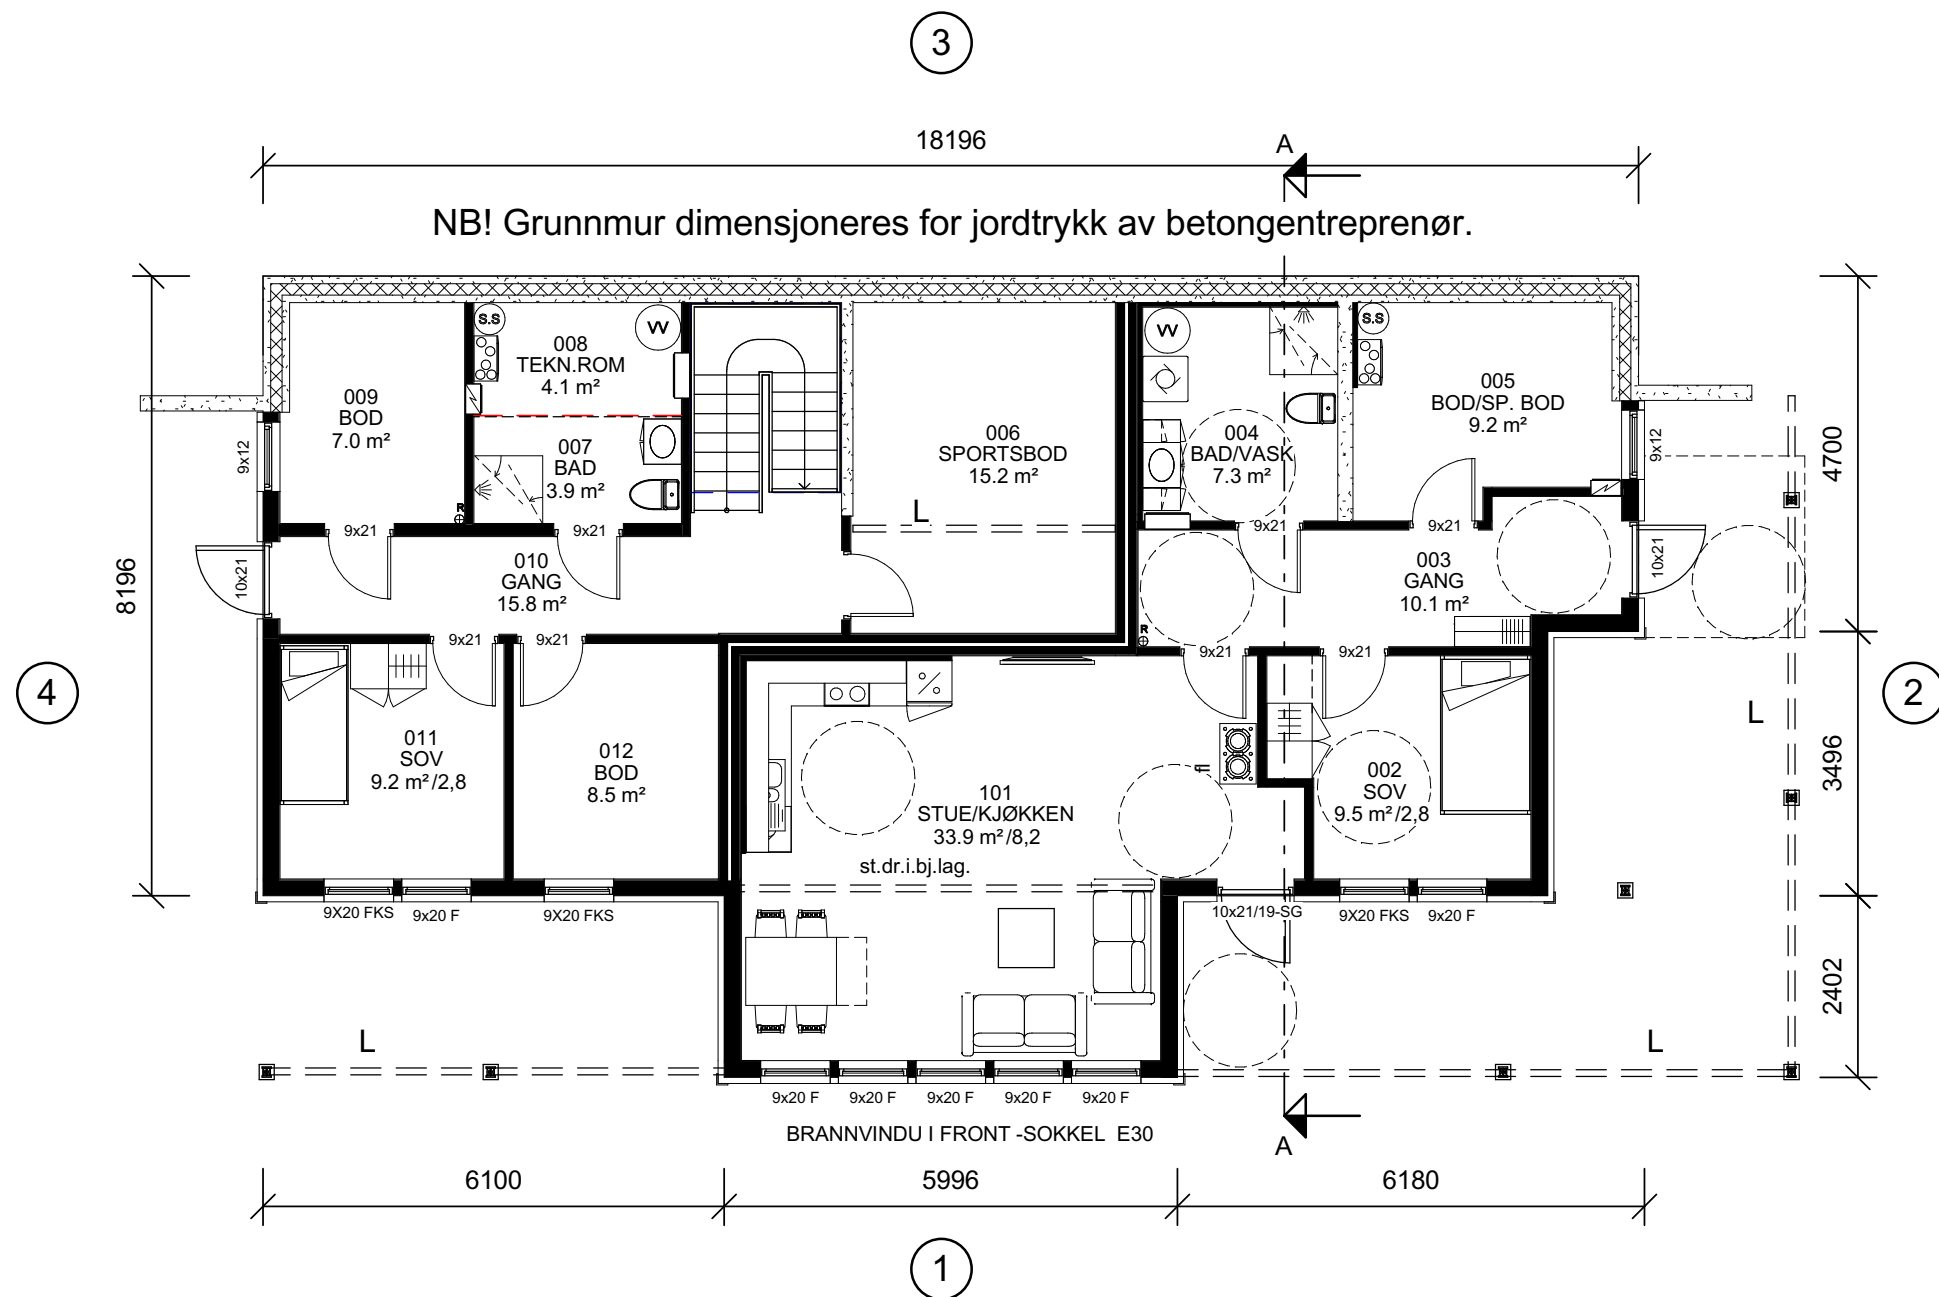 3
18196
A
NB! Grunnmur dimensjoneres for jordtrykk av betongentreprenør.
S.S
VV
008
TEKN.ROM
4.1 m²
009
BOD
7.0 m²
007
BAD
3.9 m²
R
006
SPORTSBOD
15.2 m²
L
VV
004
BAD/VASK
7.3 m²
S.S
005
BOD/SP. BOD
9.2 m²
9x12
9x12
4700
8196
9x21
9x21
9x21
9x21
10x21
010
GANG
15.8 m²
003
GANG
10.1 m²
10x21
R
9x21
9x21
9x21
9x21
4
2
011
SOV
9.2 m²/2,8
012
BOD
8.5 m²
L
3496
fl
101
STUE/KJØKKEN
33.9 m²/8,2
st.dr.i.bj.lag.
002
SOV
9.5 m²/2,8
9X20 FKS
9x20 F
9X20 FKS
10x21/19-SG
9X20 FKS
9x20 F
2402
L
L
9x20 F
9x20 F
9x20 F
9x20 F
9x20 F
BRANNVINDU I FRONT -SOKKEL E30
A
6100
5996
6180
1